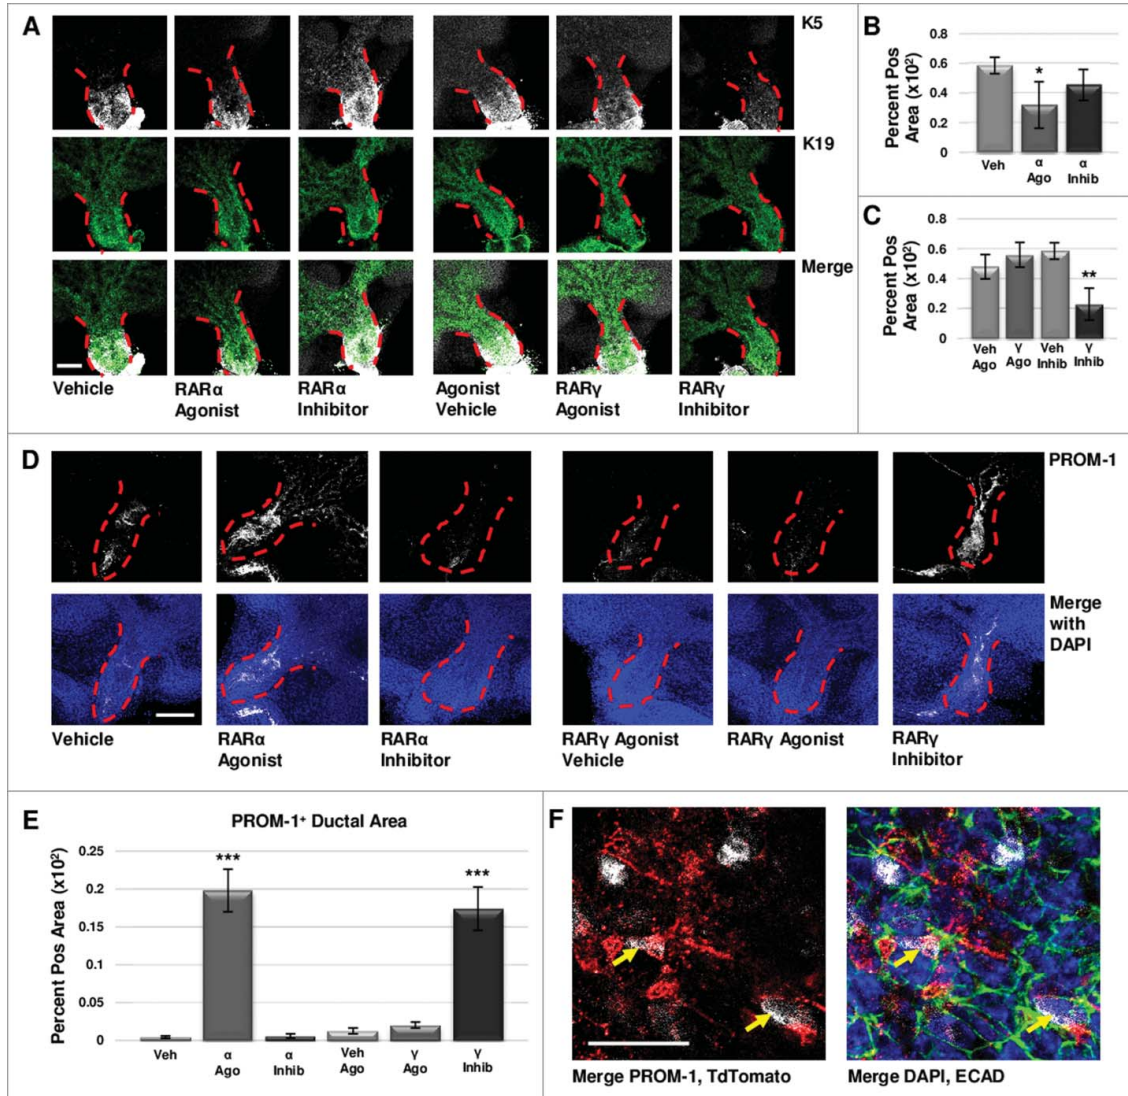 A
K5
K19
Merge
Vehicle
RARα
Agonist
RARα
Inhibitor
Agonist
Vehicle
RARγ
Agonist
RARγ
Inhibitor
B
Percent Pos
Area (x10²)
0.8
0.6
0.4
0.2
0
*
Veh
α
Ago
α
Inhib
C
Percent Pos
Area (x10²)
0.8
0.6
0.4
0.2
0
**
Veh
Ago
γ
Ago
Veh
Inhib
γ
Inhib
D
PROM-1
Merge
with
DAPI
Vehicle
RARα
Agonist
RARα
Inhibitor
RARγ Agonist
Vehicle
RARγ Agonist
RARγ
Inhibitor
E
PROM-1⁺ Ductal Area
Percent Pos Area (x10²)
0.25
0.2
0.15
0.1
0.05
0
***
***
Veh
α
Ago
α
Inhib
Veh
Ago
γ
Ago
γ
Inhib
F
Merge PROM-1, TdTomato
Merge DAPI, ECAD